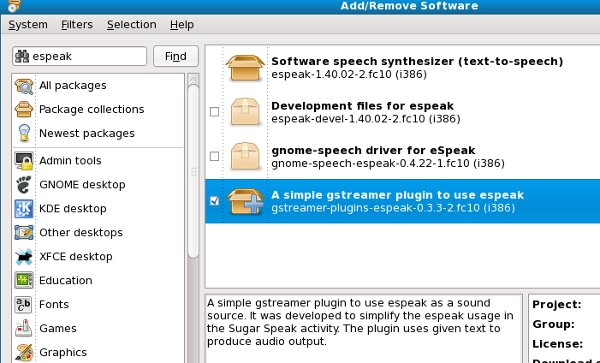 Add/Remove Software
System Filters Selection Help
espeak Find
All packages
Package collections
Newest packages
Admin tools
GNOME desktop
KDE desktop
Other desktops
XFCE desktop
Education
Fonts
Games
Graphics
Software speech synthesizer (text-to-speech)
espeak-1.40.02-2.fc10 (i386)
Development files for espeak
espeak-devel-1.40.02-2.fc10 (i386)
gnome-speech driver for eSpeak
gnome-speech-espeak-0.4.22-1.fc10 (i386)
A simple gstreamer plugin to use espeak
gstreamer-plugins-espeak-0.3.3-2.fc10 (i386)
A simple gstreamer plugin to use espeak as a sound
source. It was developed to simplify the espeak usage in
the Sugar Speak activity. The plugin uses given text to
produce audio output.
Project:
Group:
License: